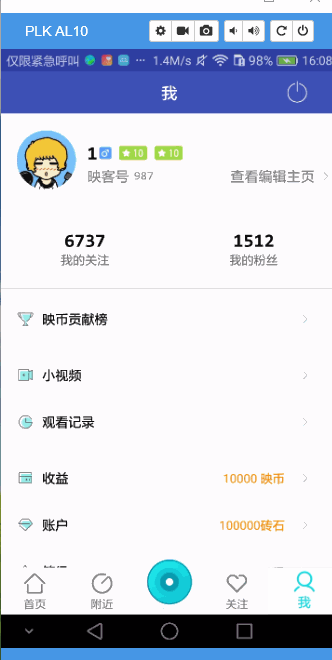 PLK AL10
仅限紧急呼叫 ··· 1.4M/s 98% 16:08
我
1 10 10
映客号 987 查看编辑主页
6737 1512
我的关注 我的粉丝
映币贡献榜
小视频
观看记录
收益 10000 映币
账户 100000砖石
首页 附近 关注 我